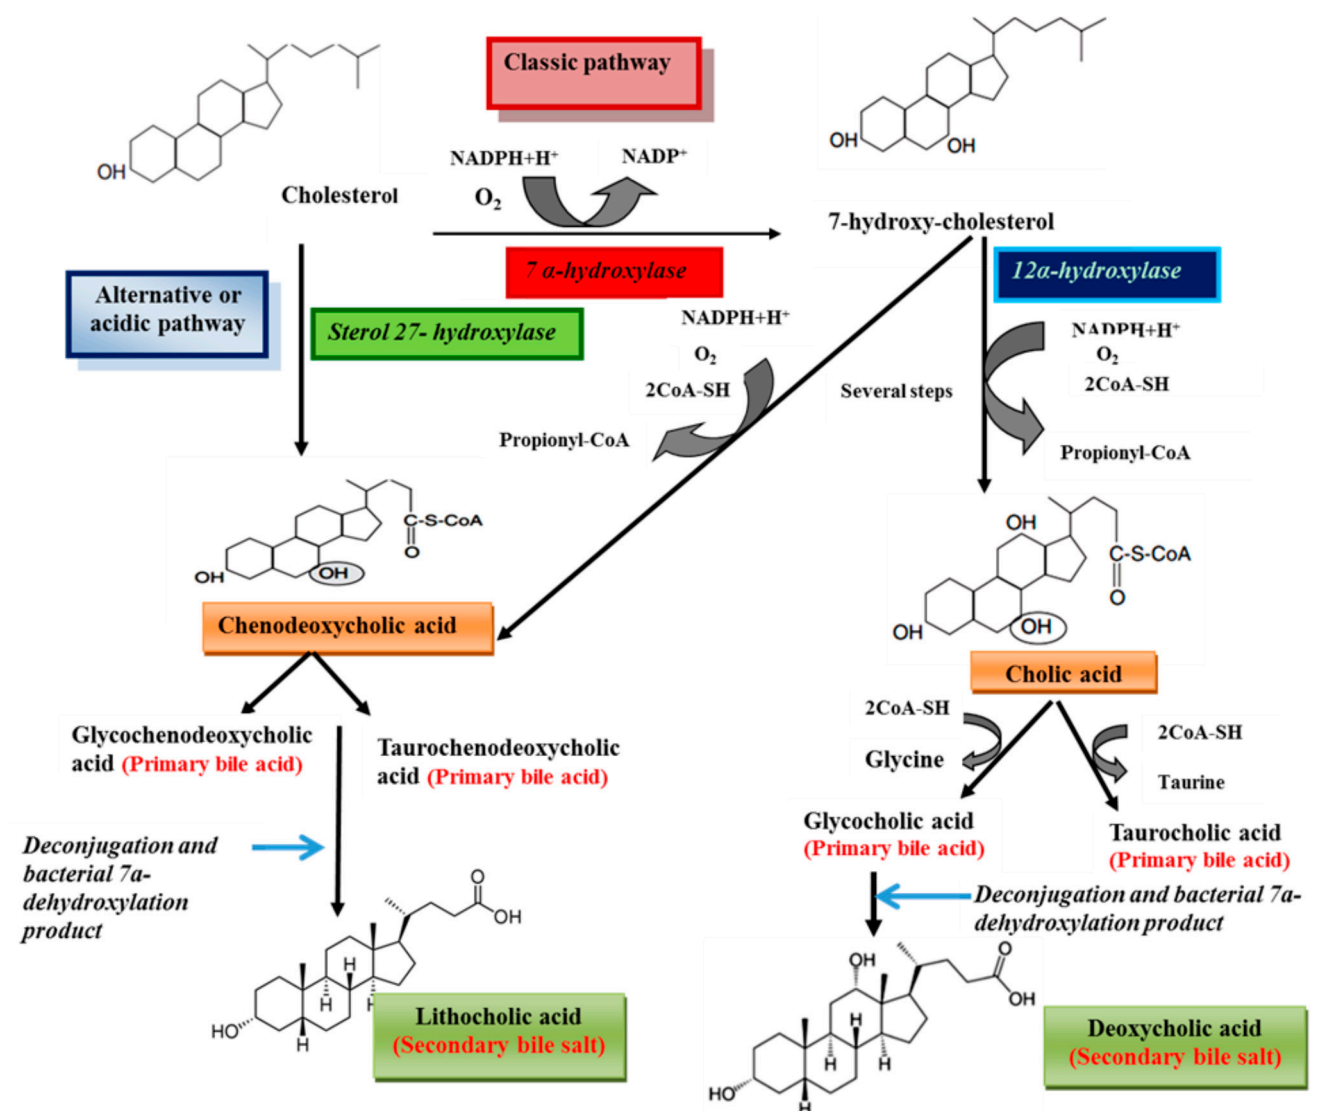 Classic pathway
OH
Cholesterol
NADPH+H⁺
NADP⁺
O₂
7 α-hydroxylase
OH
OH
7-hydroxy-cholesterol
Alternative or
acidic pathway
Sterol 27- hydroxylase
12α-hydroxylase
NADPH+H⁺
O₂
2CoA-SH
Propionyl-CoA
Several steps
NADPH+H⁺
O₂
2CoA-SH
Propionyl-CoA
C-S-CoA
O
OH
OH
Chenodeoxycholic acid
OH
C-S-CoA
O
OH
OH
Cholic acid
Glycochenodeoxycholic
acid (Primary bile acid)
Taurochenodeoxycholic
acid (Primary bile acid)
2CoA-SH
Glycine
2CoA-SH
Taurine
Glycocholic acid
(Primary bile acid)
Taurocholic acid
(Primary bile acid)
Deconjugation and
bacterial 7a-
dehydroxylation
product
Deconjugation and bacterial 7a-
dehydroxylation product
O
OH
H
H
H
H
HO
Lithocholic acid
(Secondary bile salt)
OH
O
OH
H
H
H
H
HO
Deoxycholic acid
(Secondary bile salt)